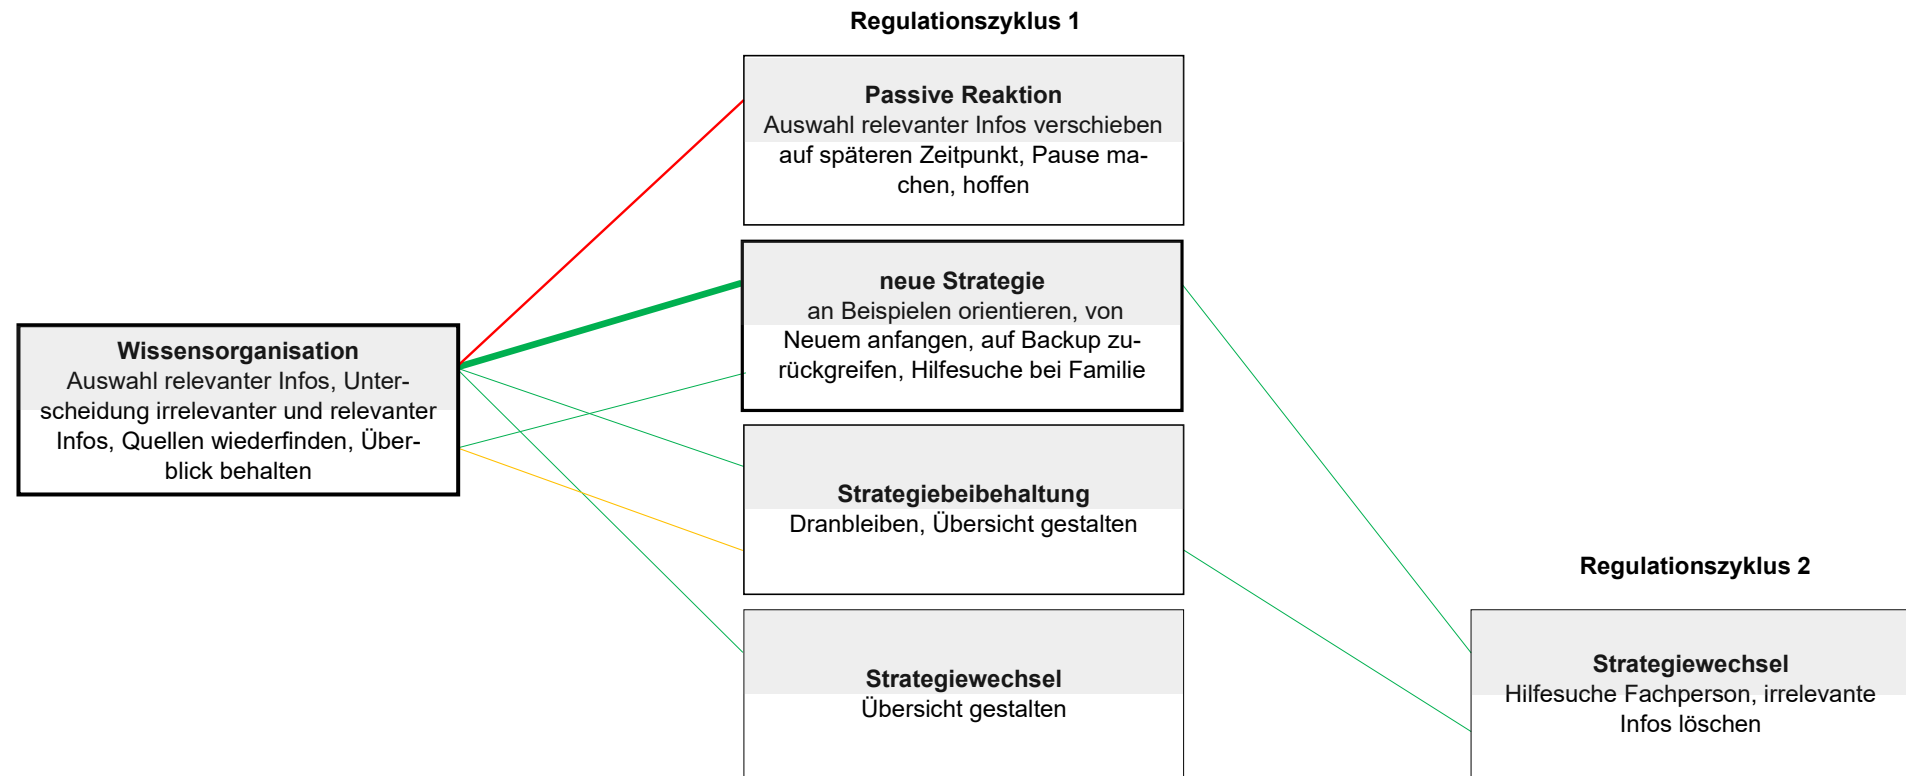 Regulationszyklus 1
Passive Reaktion
Auswahl relevanter Infos verschieben
auf späteren Zeitpunkt, Pause ma-
chen, hoffen
neue Strategie
an Beispielen orientieren, von
Neuem anfangen, auf Backup zu-
rückgreifen, Hilfesuche bei Familie
Wissensorganisation
Auswahl relevanter Infos, Unter-
scheidung irrelevanter und relevanter
Infos, Quellen wiederfinden, Über-
blick behalten
Strategiebeibehaltung
Dranbleiben, Übersicht gestalten
Strategiewechsel
Übersicht gestalten
Regulationszyklus 2
Strategiewechsel
Hilfesuche Fachperson, irrelevante
Infos löschen